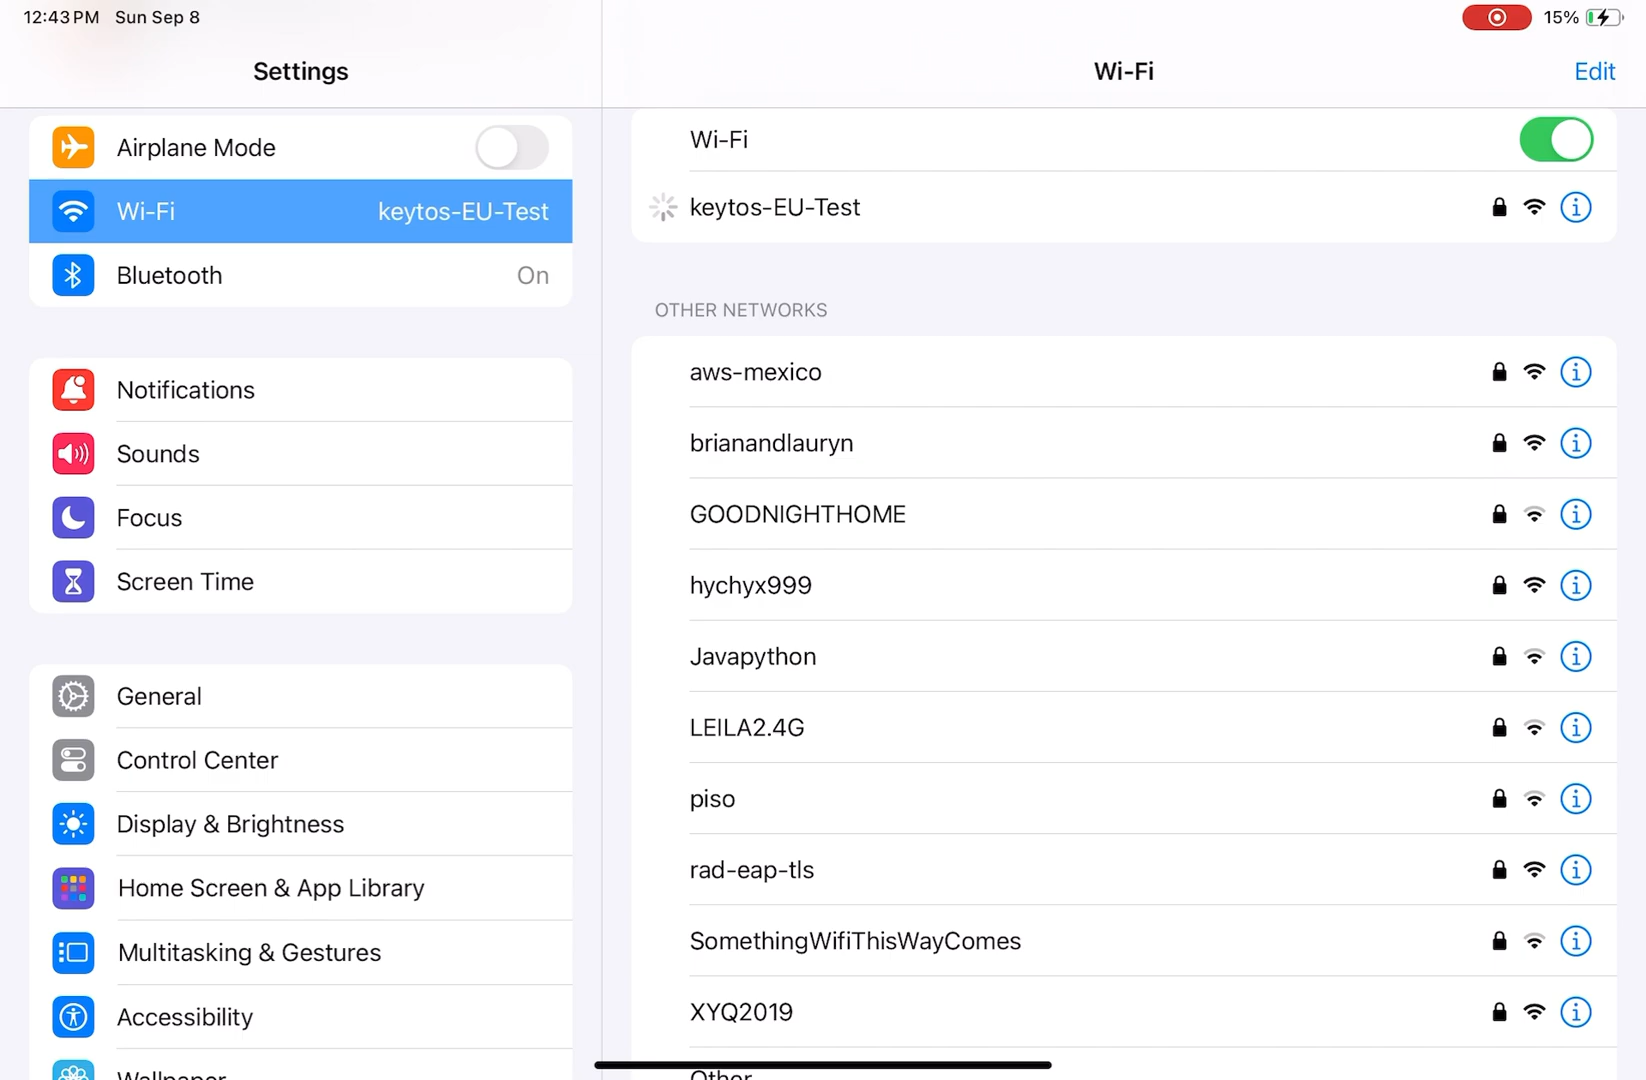 12:43 PM Sun Sep 8
15%
Settings
Airplane Mode
Wi-Fi keytos-EU-Test
Bluetooth On
Notifications
Sounds
Focus
Screen Time
General
Control Center
Display & Brightness
Home Screen & App Library
Multitasking & Gestures
Accessibility
Wallpaper
Wi-Fi
Edit
Wi-Fi
keytos-EU-Test
OTHER NETWORKS
aws-mexico
brianandlauryn
GOODNIGHTHOME
hychyx999
Javapython
LEILA2.4G
piso
rad-eap-tls
SomethingWifiThisWayComes
XYQ2019
Other...